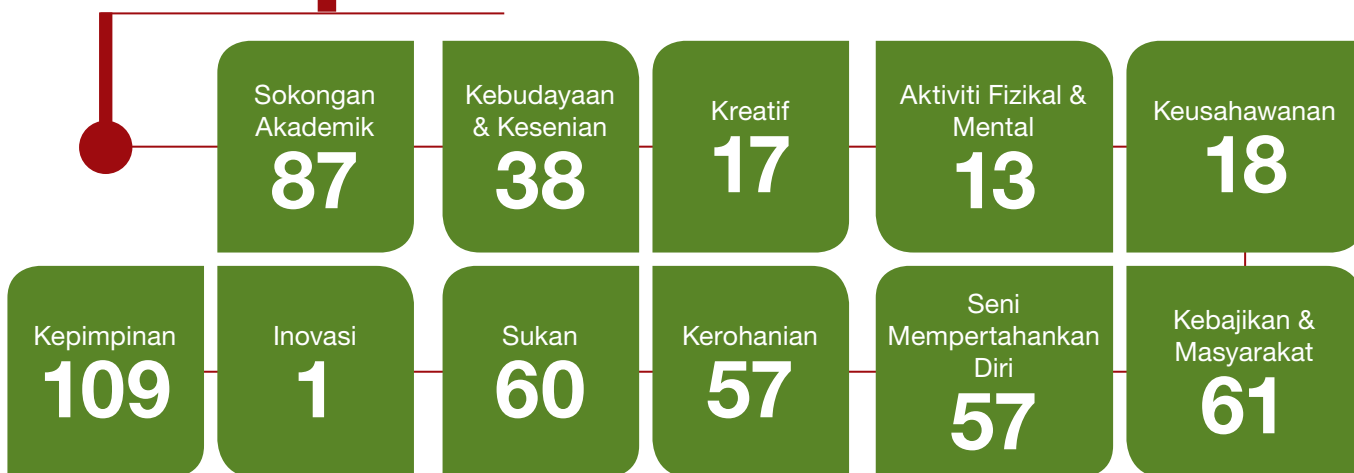 Sokongan
Akademik
87
Kebudayaan
& Kesenian
38
Kreatif
17
Aktiviti Fizikal &
Mental
13
Keusahawanan
18
Kepimpinan
109
Inovasi
1
Sukan
60
Kerohanian
57
Seni
Mempertahankan
Diri
57
Kebajikan &
Masyarakat
61